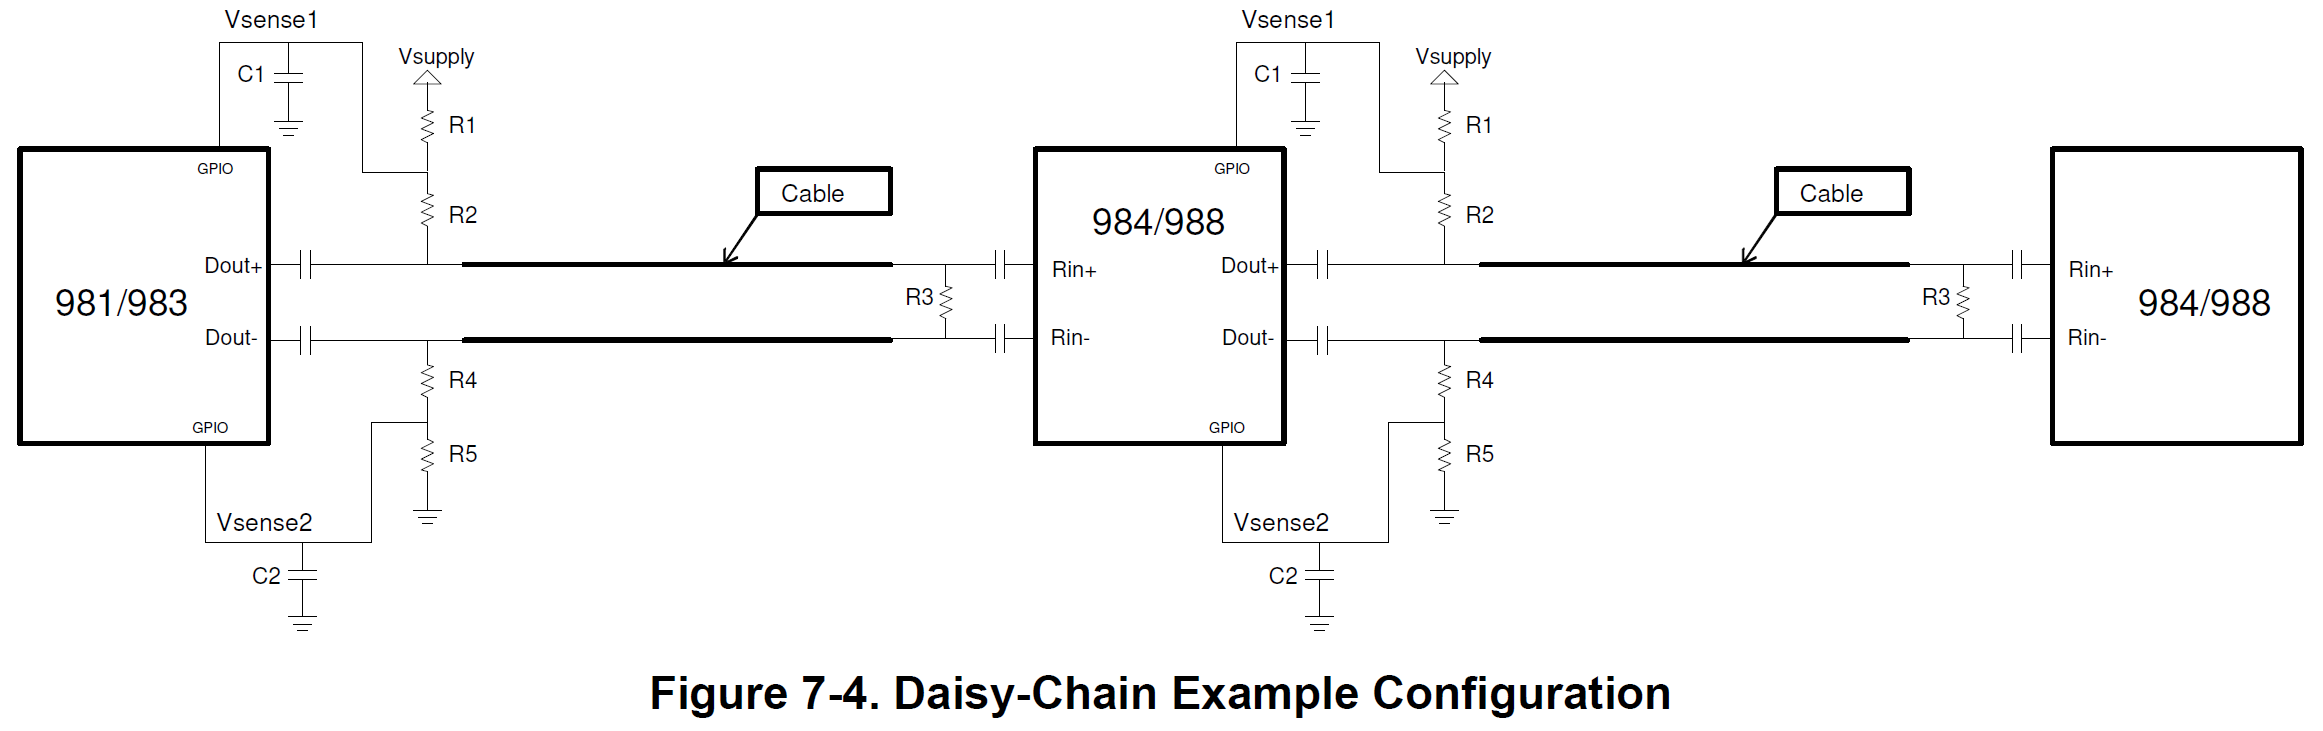 Vsense1
Vsense1
Vsupply
Vsupply
C1
C1
R1
R1
GPIO
GPIO
Cable
Cable
R2
984/988
R2
Dout+
Rin+
Dout+
Rin+
981/983
R3
R3
984/988
Dout-
Rin-
Dout-
Rin-
R4
R4
GPIO
GPIO
R5
R5
Vsense2
Vsense2
C2
C2
Figure 7-4. Daisy-Chain Example Configuration